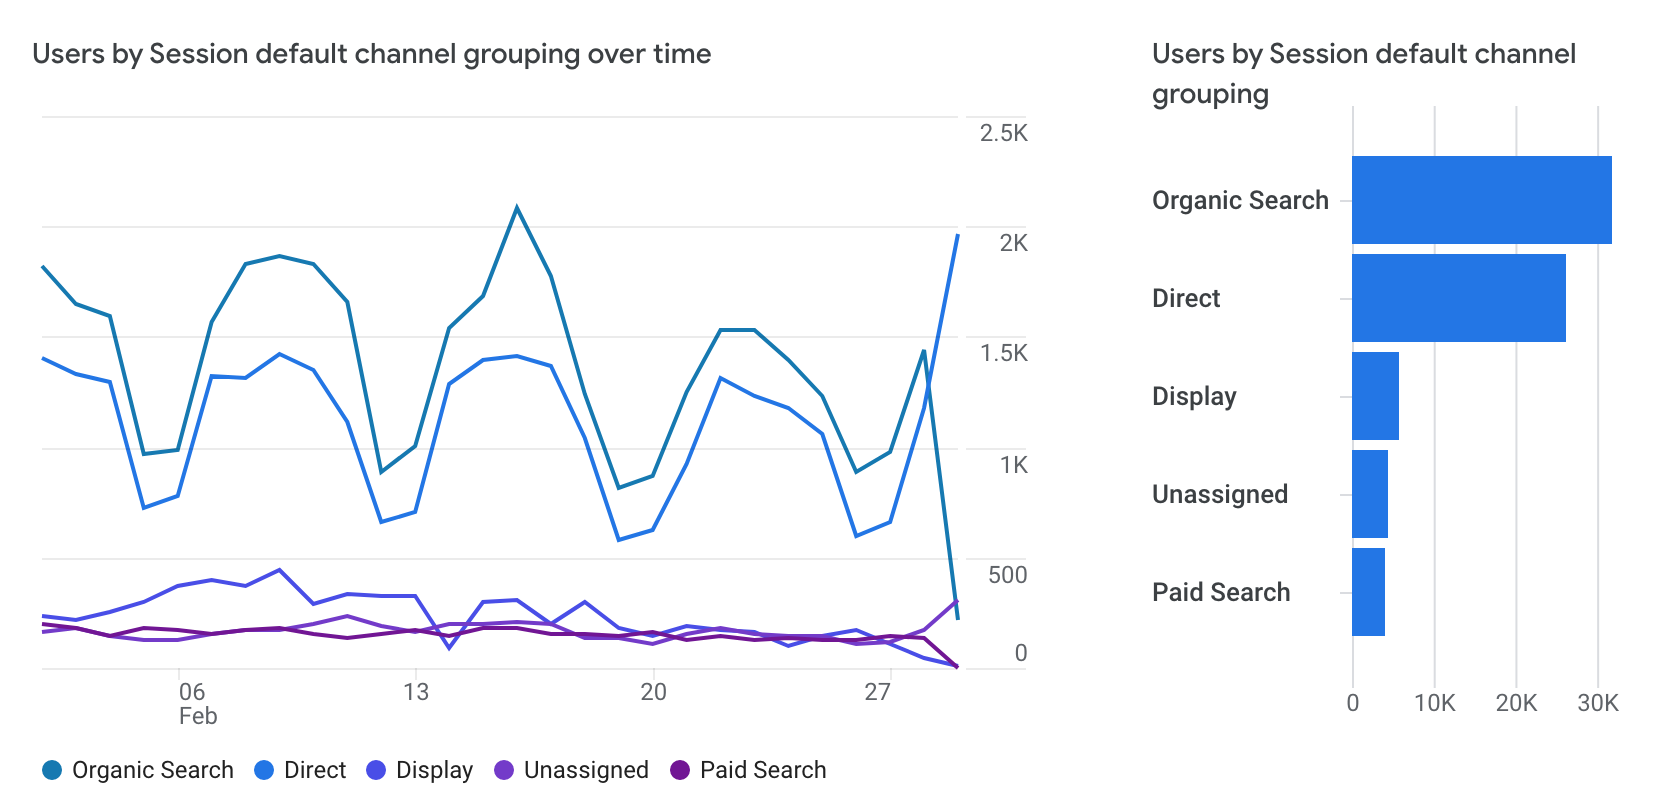 Users by Session default channel grouping over time
2.5K
2K
1.5K
1K
500
0
06
Feb
13
20
27
Organic Search
Direct
Display
Unassigned
Paid Search
Users by Session default channel
grouping
Organic Search
Direct
Display
Unassigned
Paid Search
0
10K
20K
30K